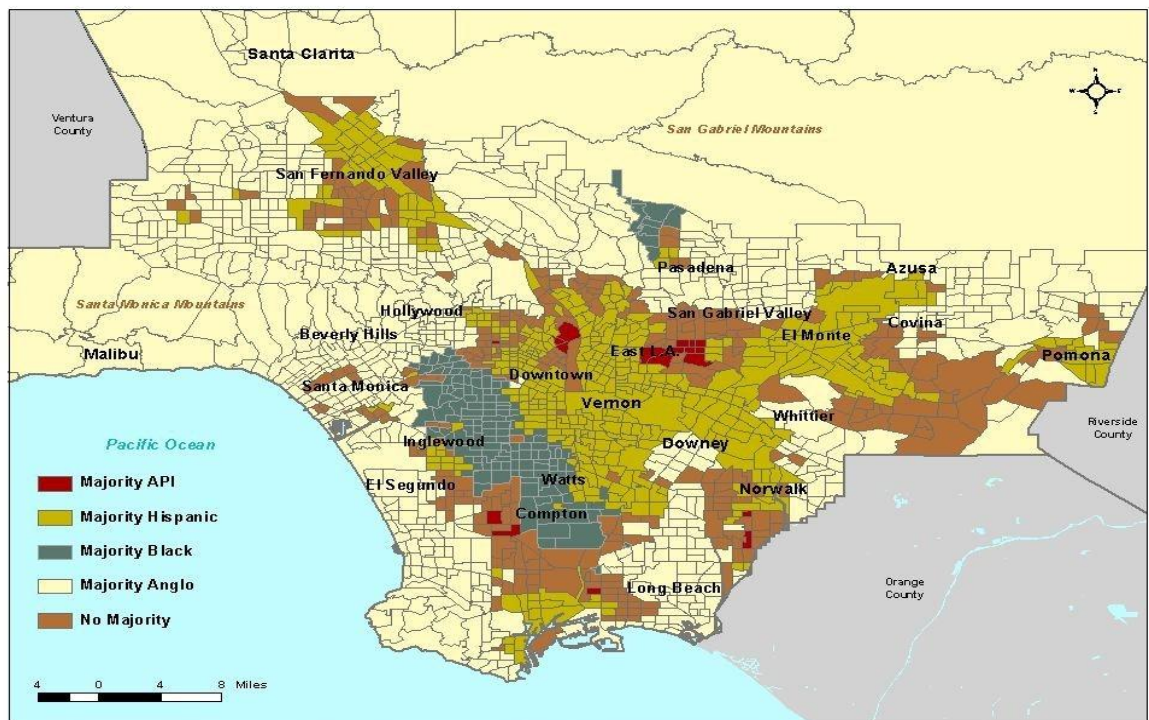 Santa Clarita
Ventura
County
San Gabriel Mountains
N
W
E
S
San Fernando Valley
Pasadena
Azusa
Santa Monica Mountains
Hollywood
San Gabriel Valley
Covina
Beverly Hills
El Monte
Malibu
East L.A.
Pomona
Downtown
Santa Monica
Vernon
Whittier
Riverside
County
Pacific Ocean
Inglewood
Downey
Majority API
El Segundo
Watts
Norwalk
Majority Hispanic
Compton
Majority Black
Majority Anglo
Long Beach
Orange
County
No Majority
4 0 4 8 Miles